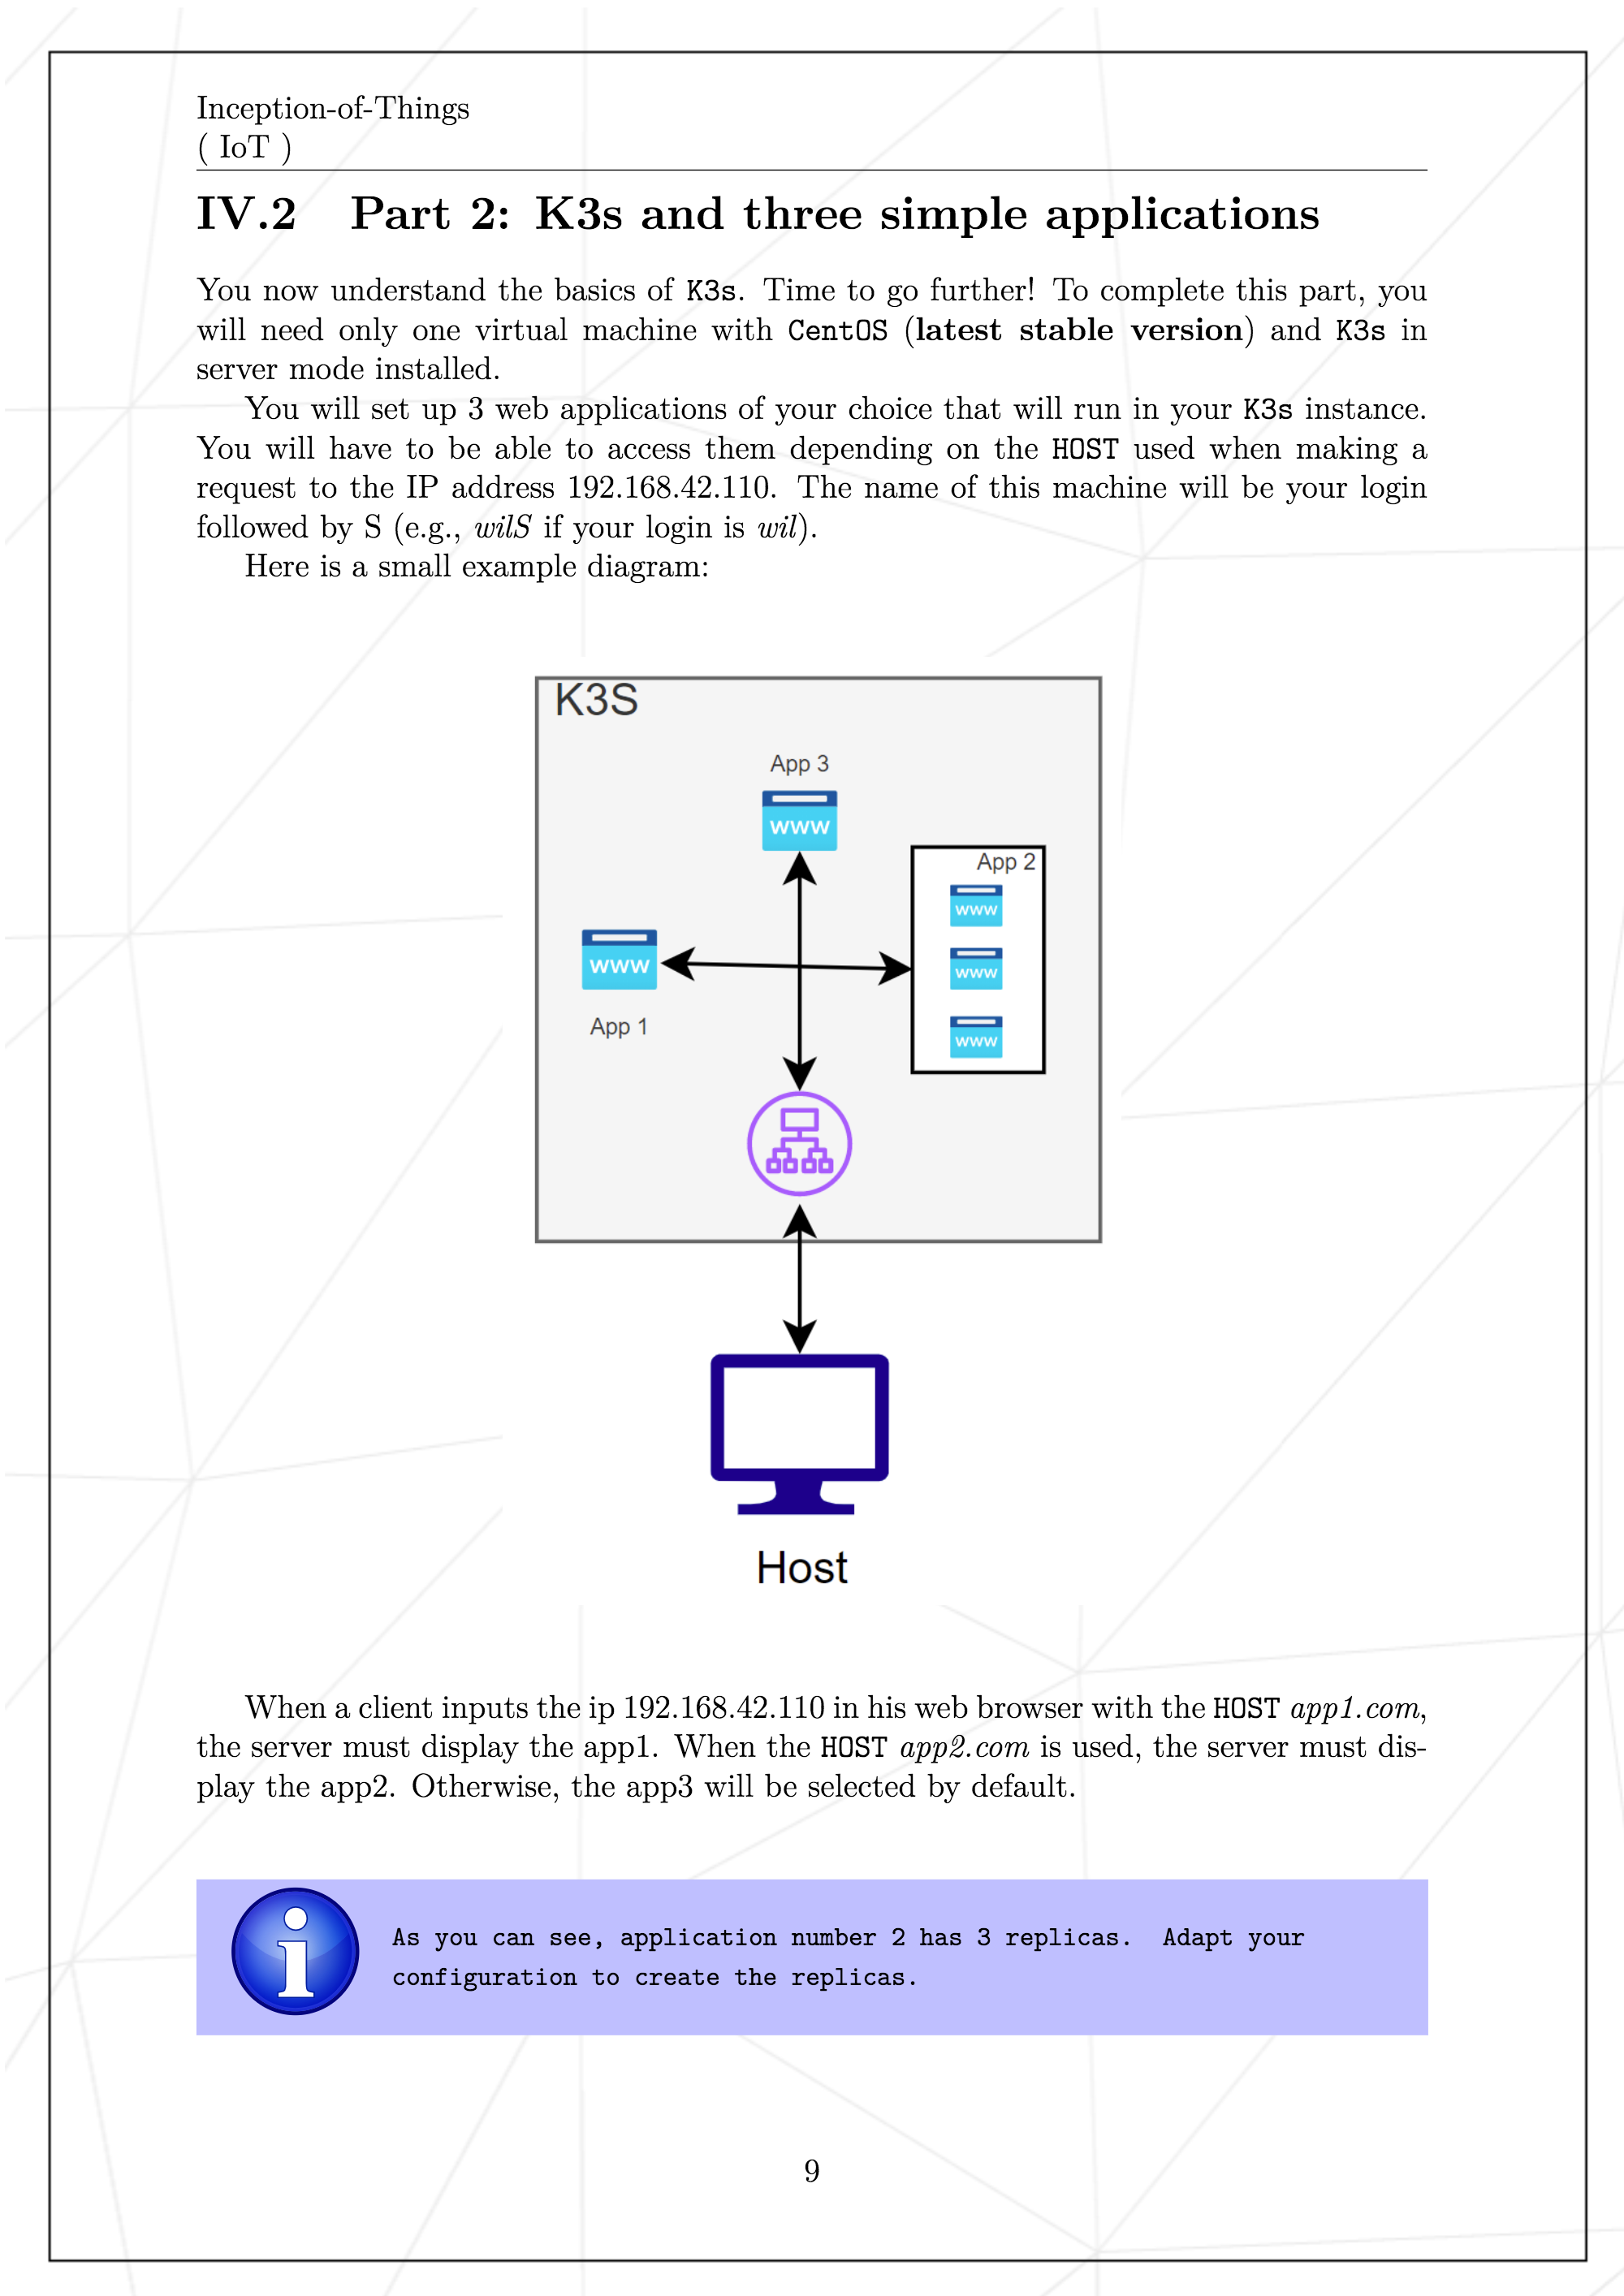 Inception-of-Things
( IoT )
IV.2 Part 2: K3s and three simple applications
You now understand the basics of K3s. Time to go further! To complete this part, you
will need only one virtual machine with CentOS (latest stable version) and K3s in
server mode installed.
You will set up 3 web applications of your choice that will run in your K3s instance.
You will have to be able to access them depending on the HOST used when making a
request to the IP address 192.168.42.110. The name of this machine will be your login
followed by S (e.g., wilS if your login is wil).
Here is a small example diagram:
K3S
App 3
www
App 2
www
www
www
www
App 1
Host
When a client inputs the ip 192.168.42.110 in his web browser with the HOST app1.com,
the server must display the app1. When the HOST app2.com is used, the server must dis-
play the app2. Otherwise, the app3 will be selected by default.
i
As you can see, application number 2 has 3 replicas. Adapt your
configuration to create the replicas.
9